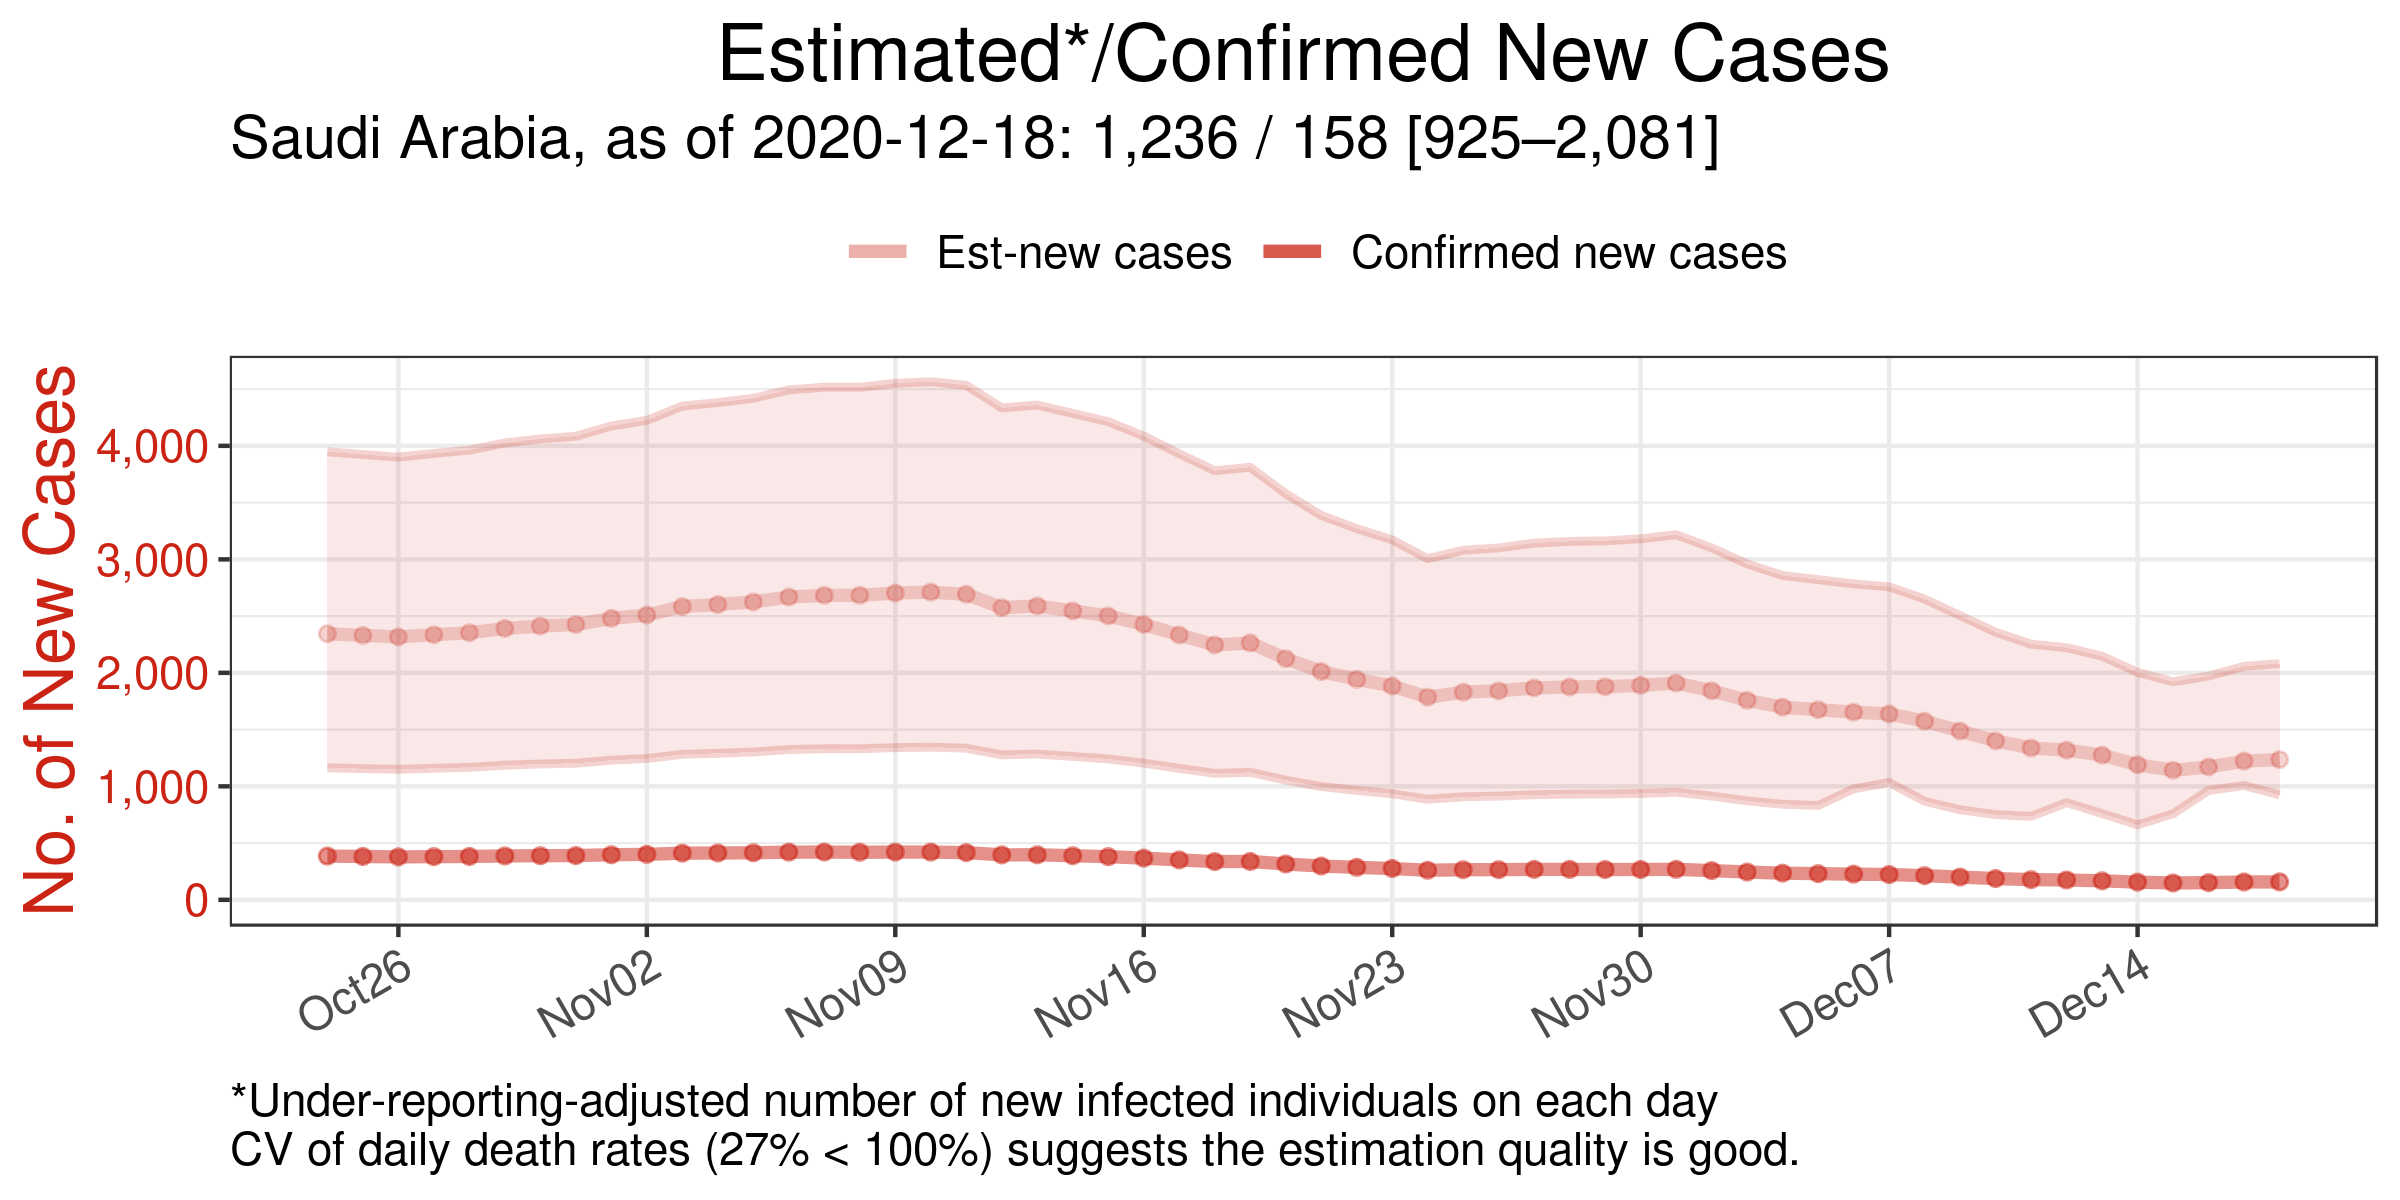 Estimated*/Confirmed New Cases
Saudi Arabia, as of 2020-12-18: 1,236 / 158 [925–2,081]
Est-new cases
Confirmed new cases
No. of New Cases
4,000
3,000
2,000
1,000
0
Oct26
Nov02
Nov09
Nov16
Nov23
Nov30
Dec07
Dec14
*Under-reporting-adjusted number of new infected individuals on each day
CV of daily death rates (27% < 100%) suggests the estimation quality is good.